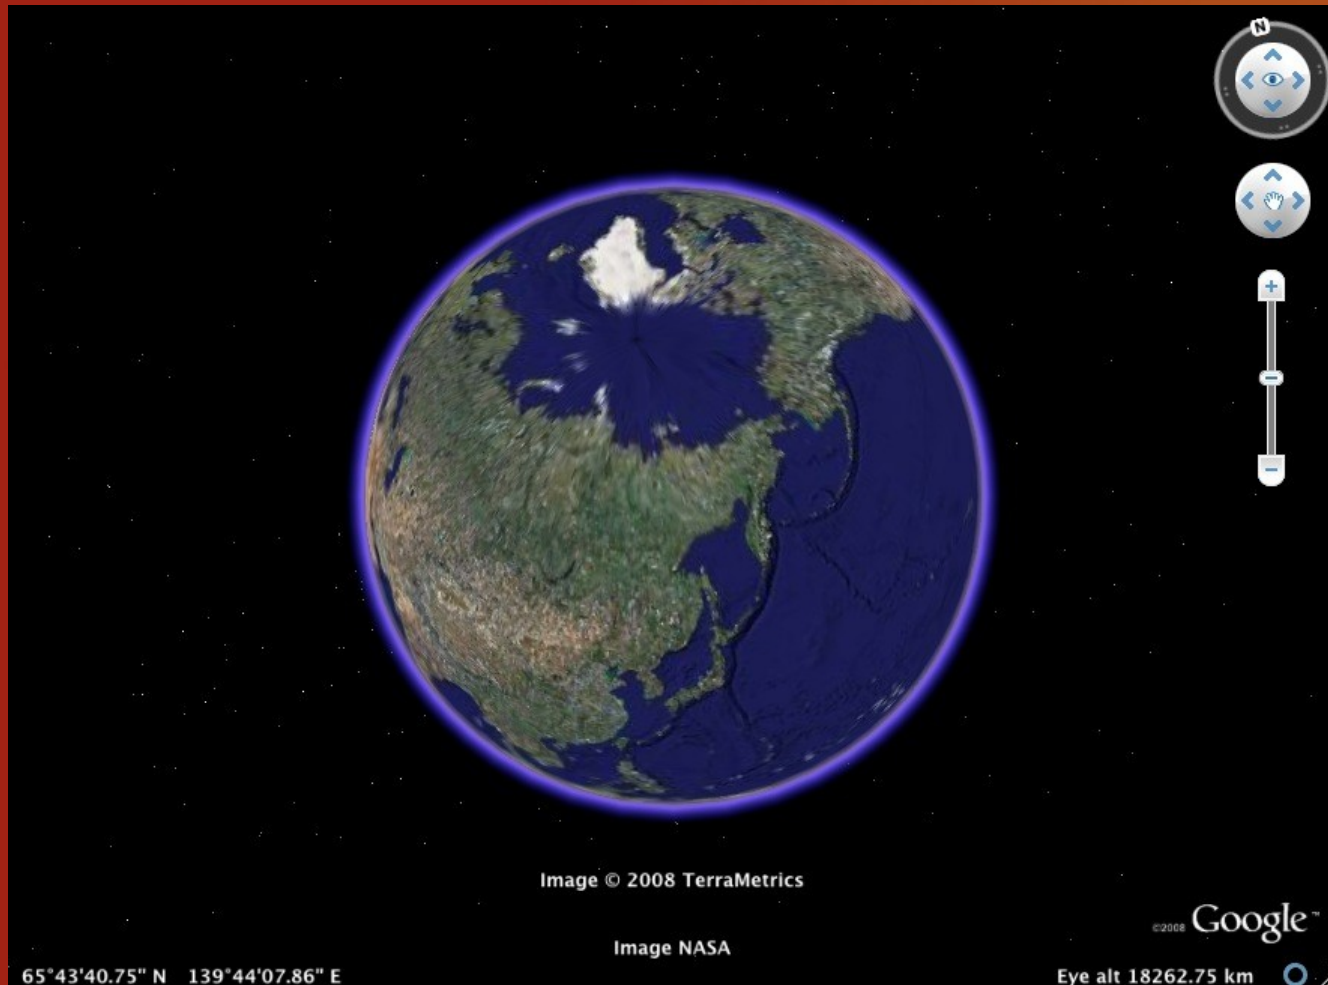 N
Image © 2008 TerraMetrics
©2008 Google™
Image NASA
65°43'40.75" N 139°44'07.86" E
Eye alt 18262.75 km